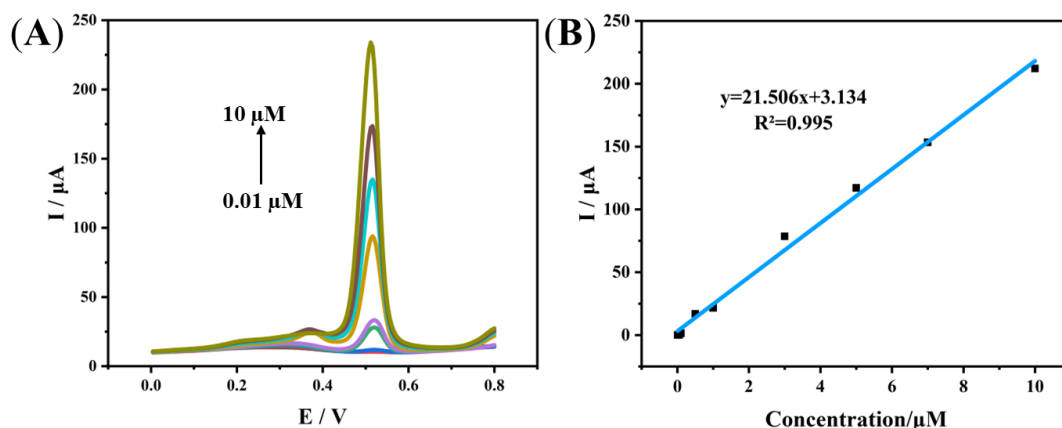 (A)
250
200
150
100
50
0
I / μA
10 μM
0.01 μM
0.0 0.2 0.4 0.6 0.8
E / V
(B)
250
200
150
100
50
0
I / μA
y=21.506x+3.134
R²=0.995
0 2 4 6 8 10
Concentration/μM